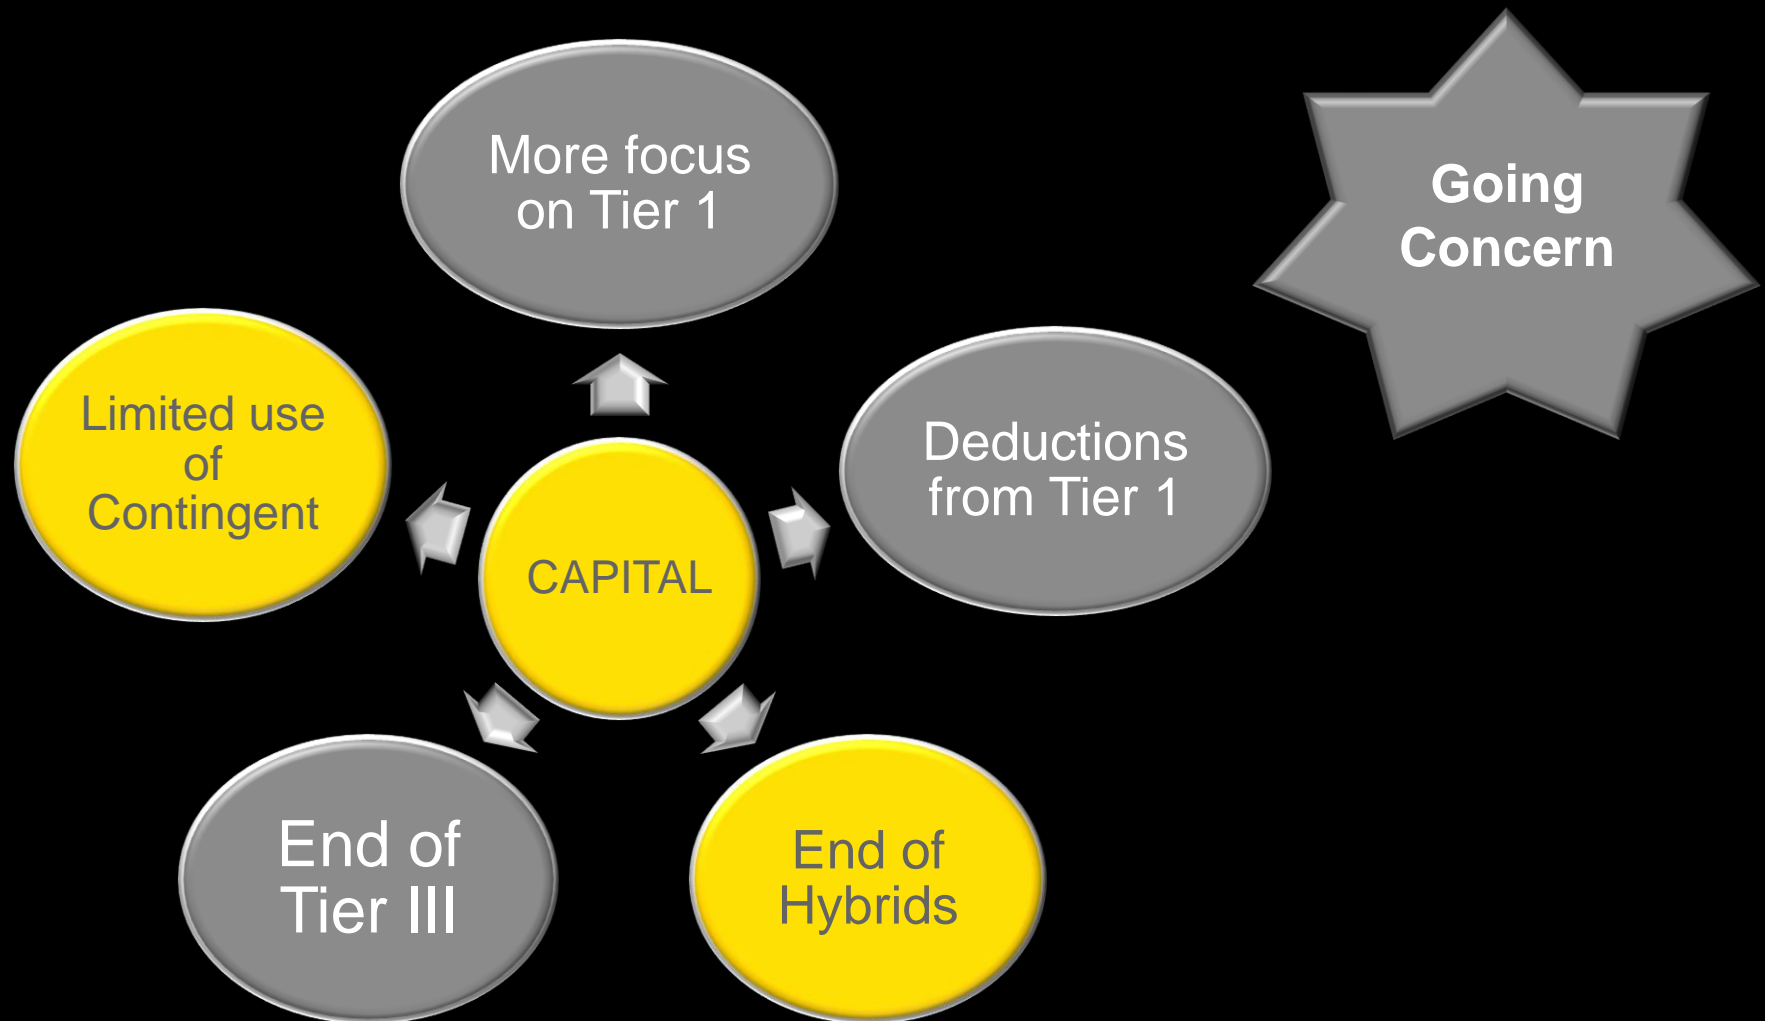 More focus
on Tier 1
Going
Concern
Limited use
of
Contingent
Deductions
from Tier 1
CAPITAL
End of
Tier III
End of
Hybrids